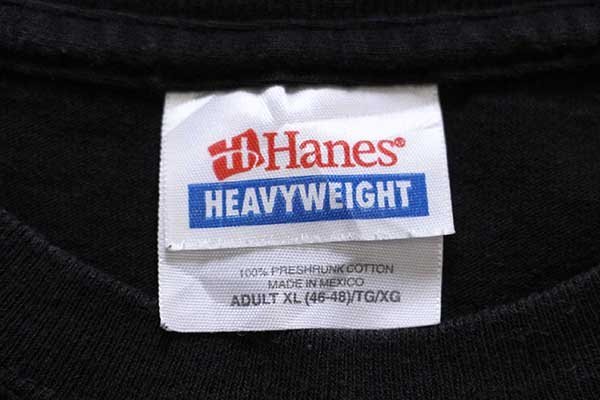 Hanes®
HEAVYWEIGHT
100% PRESHRUNK COTTON
MADE IN MEXICO
ADULT XL (46-48)/TG/XG